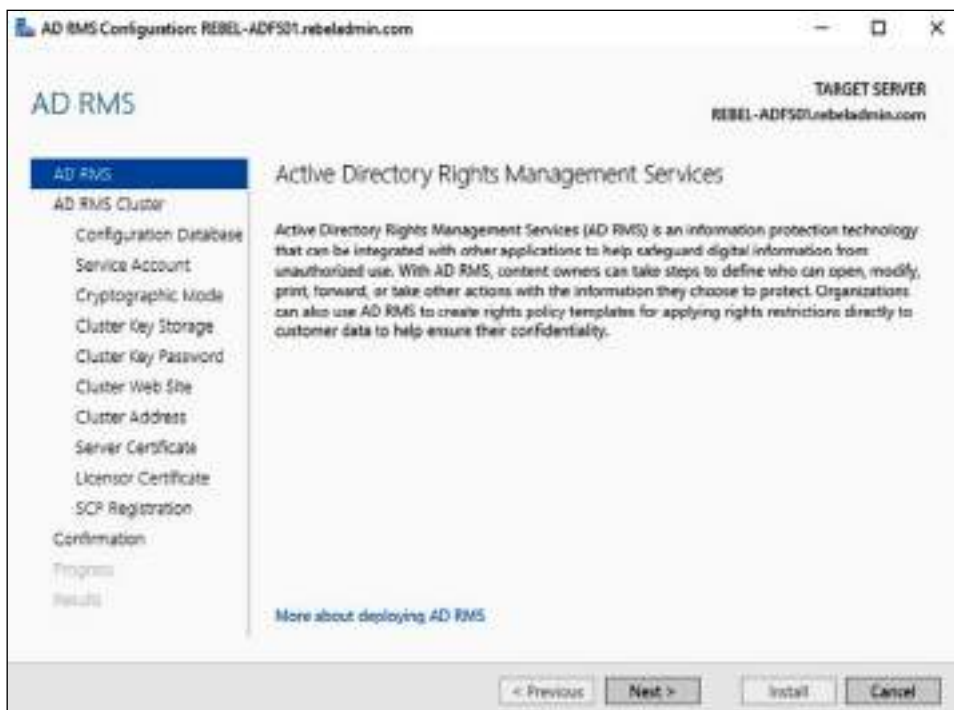 AD RMS Configuration: REBEL-ADFS01.rebeladmin.com
AD RMS
TARGET SERVER
REBEL-ADFS01.rebeladmin.com
AD RMS
AD RMS Cluster
Configuration Database
Service Account
Cryptographic Mode
Cluster Key Storage
Cluster Key Password
Cluster Web Site
Cluster Address
Server Certificate
Licensor Certificate
SCP Registration
Confirmation
Progress
Results
Active Directory Rights Management Services
Active Directory Rights Management Services (AD RMS) is an information protection technology
that can be integrated with other applications to help safeguard digital information from
unauthorized use. With AD RMS, content owners can take steps to define who can open, modify,
print, forward, or take other actions with the information they choose to protect. Organizations
can also use AD RMS to create rights policy templates for applying rights restrictions directly to
customer data to help ensure their confidentiality.
More about deploying AD RMS
< Previous
Next >
Install
Cancel